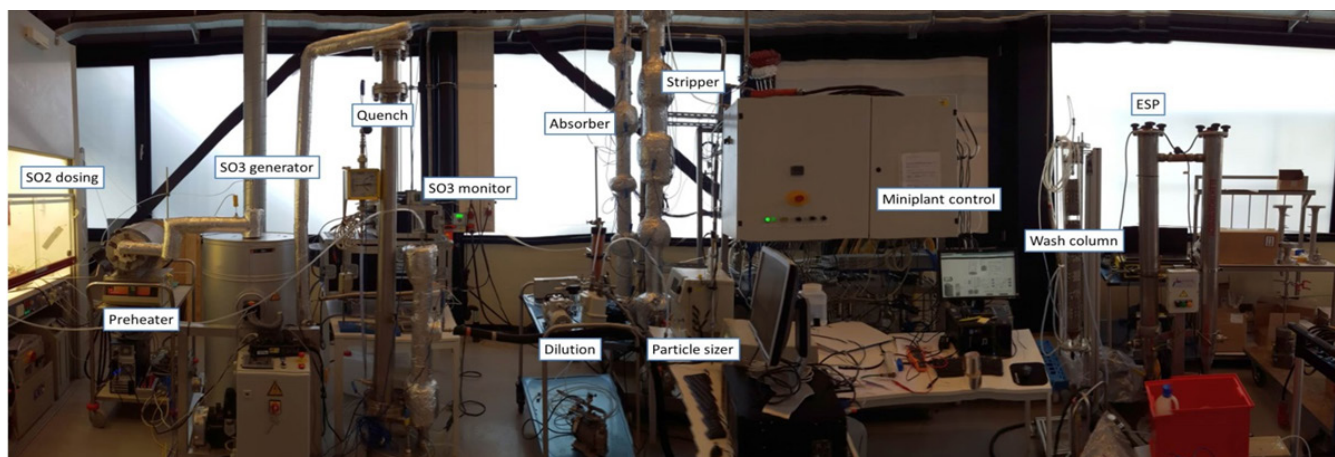 SO2 dosing
SO3 generator
Preheater
Quench
SO3 monitor
Absorber
Stripper
Dilution
Particle sizer
Miniplant control
Wash column
ESP